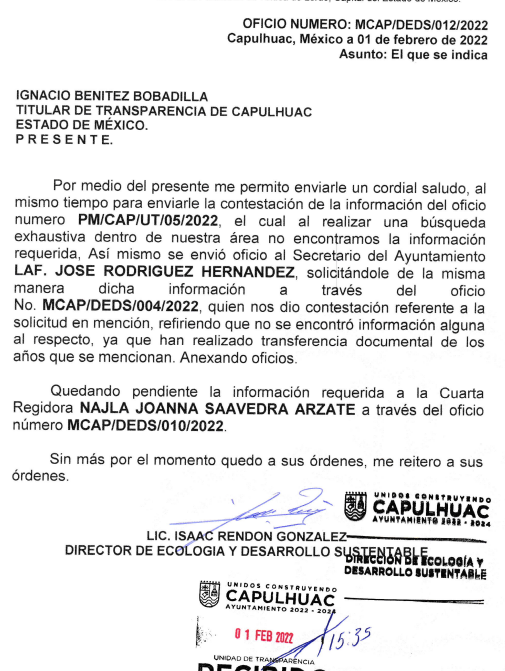 OFICIO NUMERO: MCAP/DEDS/012/2022
Capulhuac, México a 01 de febrero de 2022
Asunto: El que se indica
IGNACIO BENITEZ BOBADILLA
TITULAR DE TRANSPARENCIA DE CAPULHUAC
ESTADO DE MÉXICO.
P R E S E N T E.
Por medio del presente me permito enviarle un cordial saludo, al
mismo tiempo para enviarle la contestación de la información del oficio
numero PM/CAP/UT/05/2022, el cual al realizar una búsqueda
exhaustiva dentro de nuestra área no encontramos la información
requerida, Así mismo se envió oficio al Secretario del Ayuntamiento
LAF. JOSE RODRIGUEZ HERNANDEZ, solicitándole de la misma
manera dicha información a través del oficio
No. MCAP/DEDS/004/2022, quien nos dio contestación referente a la
solicitud en mención, refiriendo que no se encontró información alguna
al respecto, ya que han realizado transferencia documental de los
años que se mencionan. Anexando oficios.
Quedando pendiente la información requerida a la Cuarta
Regidora NAJLA JOANNA SAAVEDRA ARZATE a través del oficio
número MCAP/DEDS/010/2022.
Sin más por el momento quedo a sus órdenes, me reitero a sus
órdenes.
UNIDOS CONSTRUYENDO
CAPULHUAC
AYUNTAMIENTO 2022 - 2024
LIC. ISAAC RENDON GONZALEZ
DIRECTOR DE ECOLOGIA Y DESARROLLO SUSTENTABLE
DIRECCIÓN DE ECOLOGÍA Y
DESARROLLO SUSTENTABLE
UNIDOS CONSTRUYENDO
CAPULHUAC
AYUNTAMIENTO 2022 - 2024
01 FEB 2022
15:35
UNIDAD DE TRANSPARENCIA
RECIBIDO